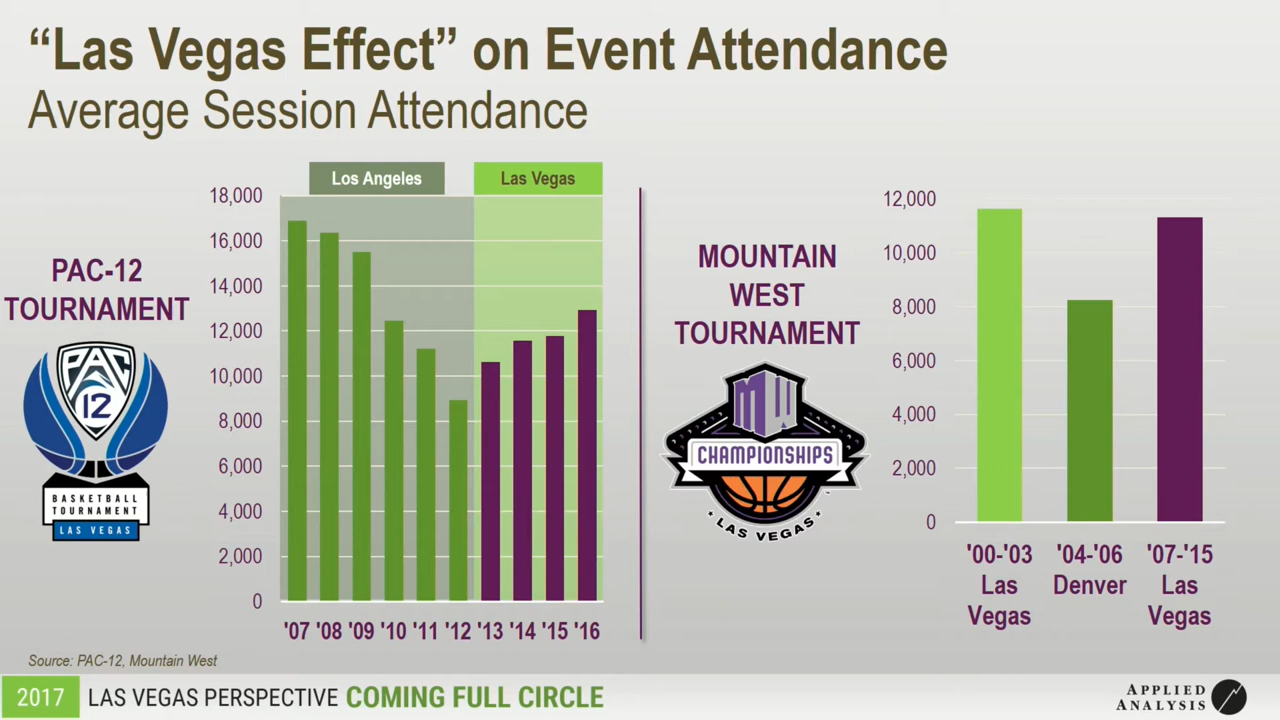 “Las Vegas Effect” on Event Attendance
Average Session Attendance
Los Angeles
Las Vegas
18,000
16,000
14,000
12,000
10,000
8,000
6,000
4,000
2,000
0
'07 '08 '09 '10 '11 '12 '13 '14 '15 '16
PAC-12
TOURNAMENT
PAC
12
BASKETBALL
TOURNAMENT
LAS VEGAS
MOUNTAIN
WEST
TOURNAMENT
MW
CHAMPIONSHIPS
LAS VEGAS
12,000
10,000
8,000
6,000
4,000
2,000
0
'00-'03 '04-'06 '07-'15
Las Denver Las
Vegas Vegas
Source: PAC-12, Mountain West
2017 LAS VEGAS PERSPECTIVE COMING FULL CIRCLE
APPLIED
ANALYSIS